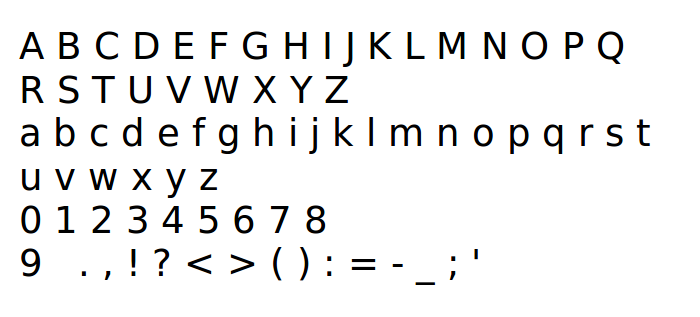 A B C D E F G H I J K L M N O P Q
R S T U V W X Y Z
a b c d e f g h i j k l m n o p q r s t
u v w x y z
0 1 2 3 4 5 6 7 8
9 . , ! ? < > ( ) : = - _ ; '